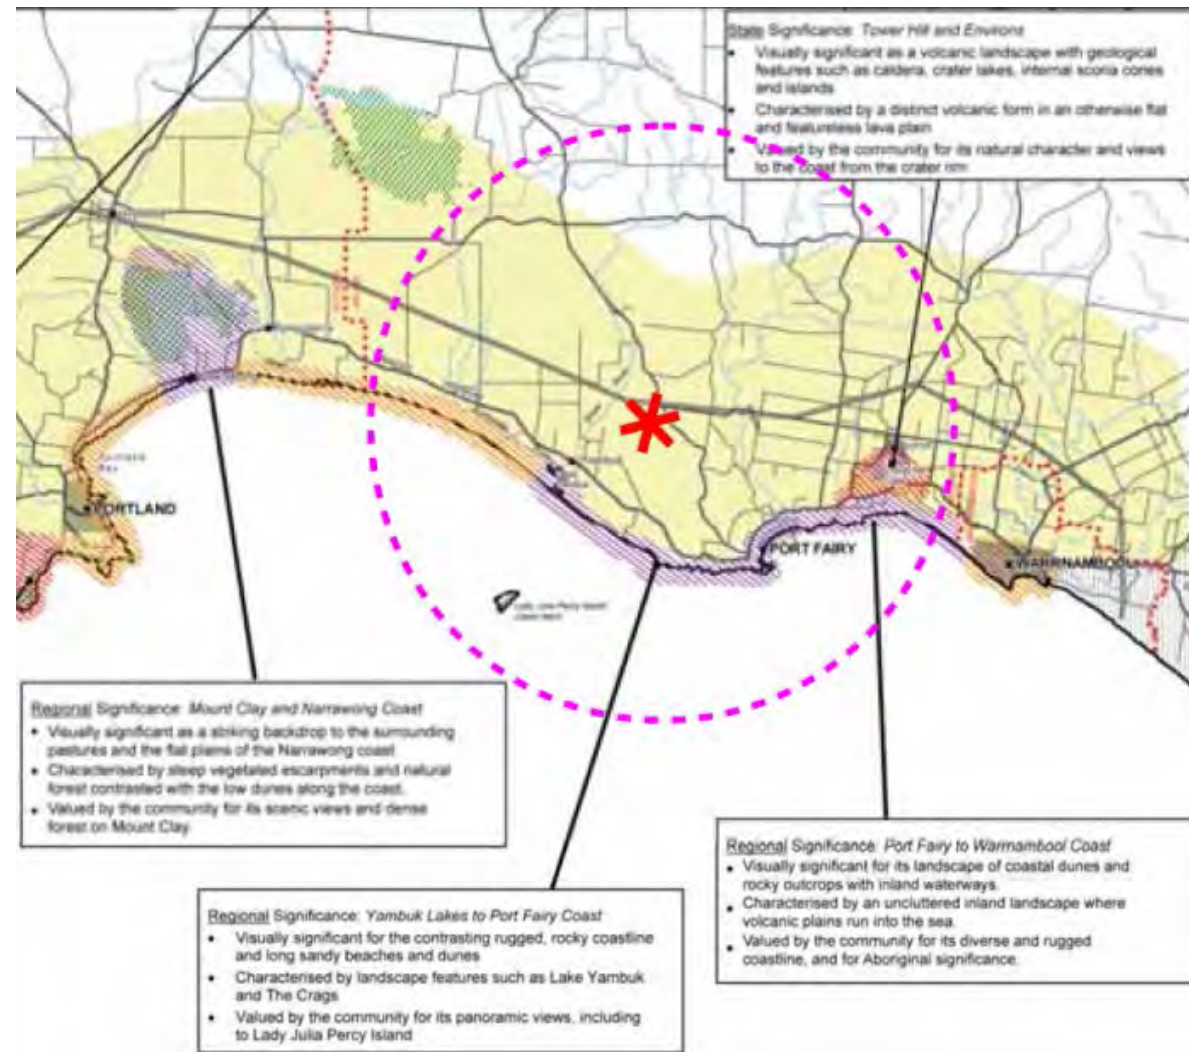 State Significance: Tower Hill and Environs
• Visually significant as a volcanic landscape with geological
features such as caldera, crater lakes, internal scoria cones
and islands
• Characterised by a distinct volcanic form in an otherwise flat
and featureless lava plain
• Valued by the community for its natural character and views
to the coast from the crater rim
PORTLAND
PORT FAIRY
WARRNAMBOOL
Regional Significance: Mount Clay and Narrawong Coast
• Visually significant as a striking backdrop to the surrounding
pastures and the flat plains of the Narrawong coast
• Characterised by steep vegetated escarpments and natural
forest contrasted with the low dunes along the coast.
• Valued by the community for its scenic views and dense
forest on Mount Clay
Regional Significance: Yambuk Lakes to Port Fairy Coast
• Visually significant for the contrasting rugged, rocky coastline
and long sandy beaches and dunes
• Characterised by landscape features such as Lake Yambuk
and The Crags
• Valued by the community for its panoramic views, including
to Lady Julia Percy Island
Regional Significance: Port Fairy to Warrnambool Coast
• Visually significant for its landscape of coastal dunes and
rocky outcrops with inland waterways.
• Characterised by an uncluttered inland landscape where
volcanic plains run into the sea.
• Valued by the community for its diverse and rugged
coastline, and for Aboriginal significance.